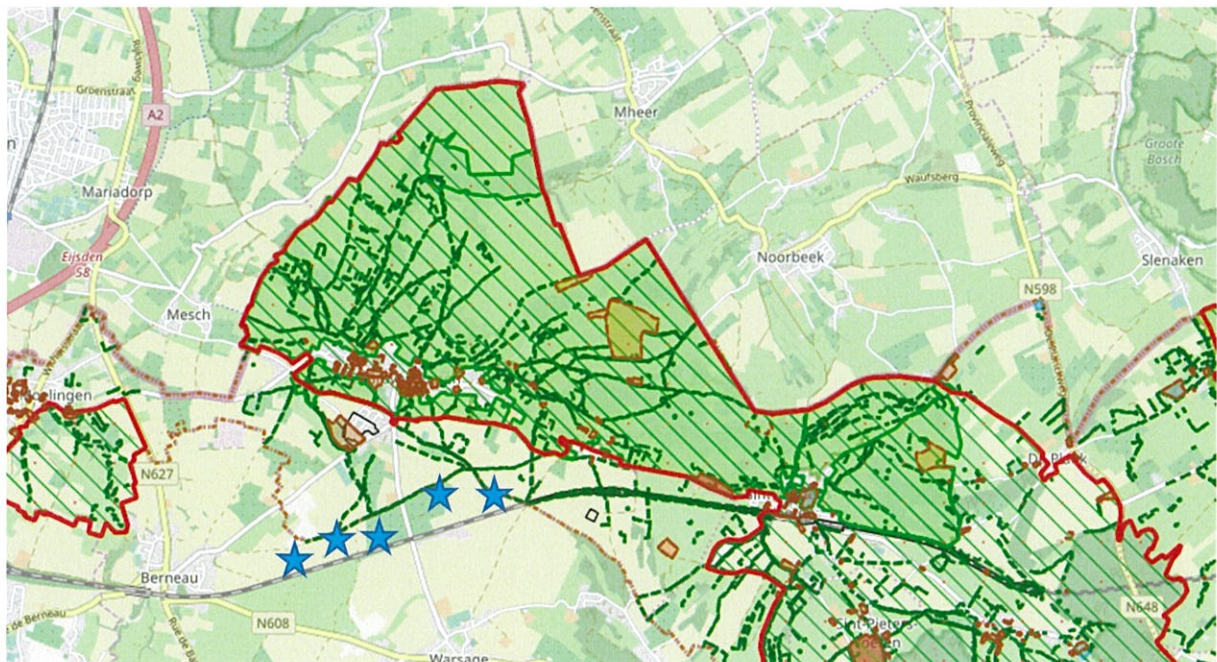 Groenstraat
A2
Mheer
Provincialeweg
Groote
Bosch
Mariadorp
Waufsberg
Eijsden
58
Noorbeek
Slenaken
N598
Mesch
N627
Berneau
N608
N648
de Berneau
Warsage